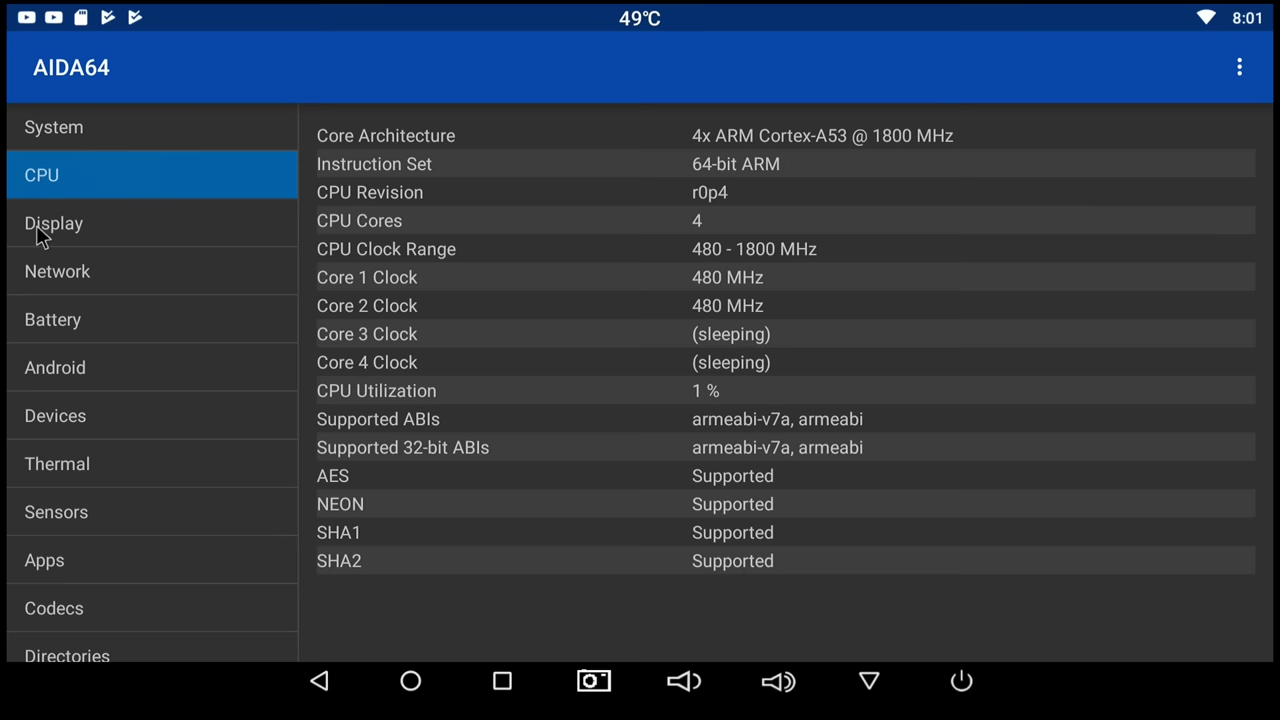 49℃ 8:01
AIDA64
System
CPU
Display
Network
Battery
Android
Devices
Thermal
Sensors
Apps
Codecs
Directories
Core Architecture 4x ARM Cortex-A53 @ 1800 MHz
Instruction Set 64-bit ARM
CPU Revision r0p4
CPU Cores 4
CPU Clock Range 480 - 1800 MHz
Core 1 Clock 480 MHz
Core 2 Clock 480 MHz
Core 3 Clock (sleeping)
Core 4 Clock (sleeping)
CPU Utilization 1 %
Supported ABIs armeabi-v7a, armeabi
Supported 32-bit ABIs armeabi-v7a, armeabi
AES Supported
NEON Supported
SHA1 Supported
SHA2 Supported